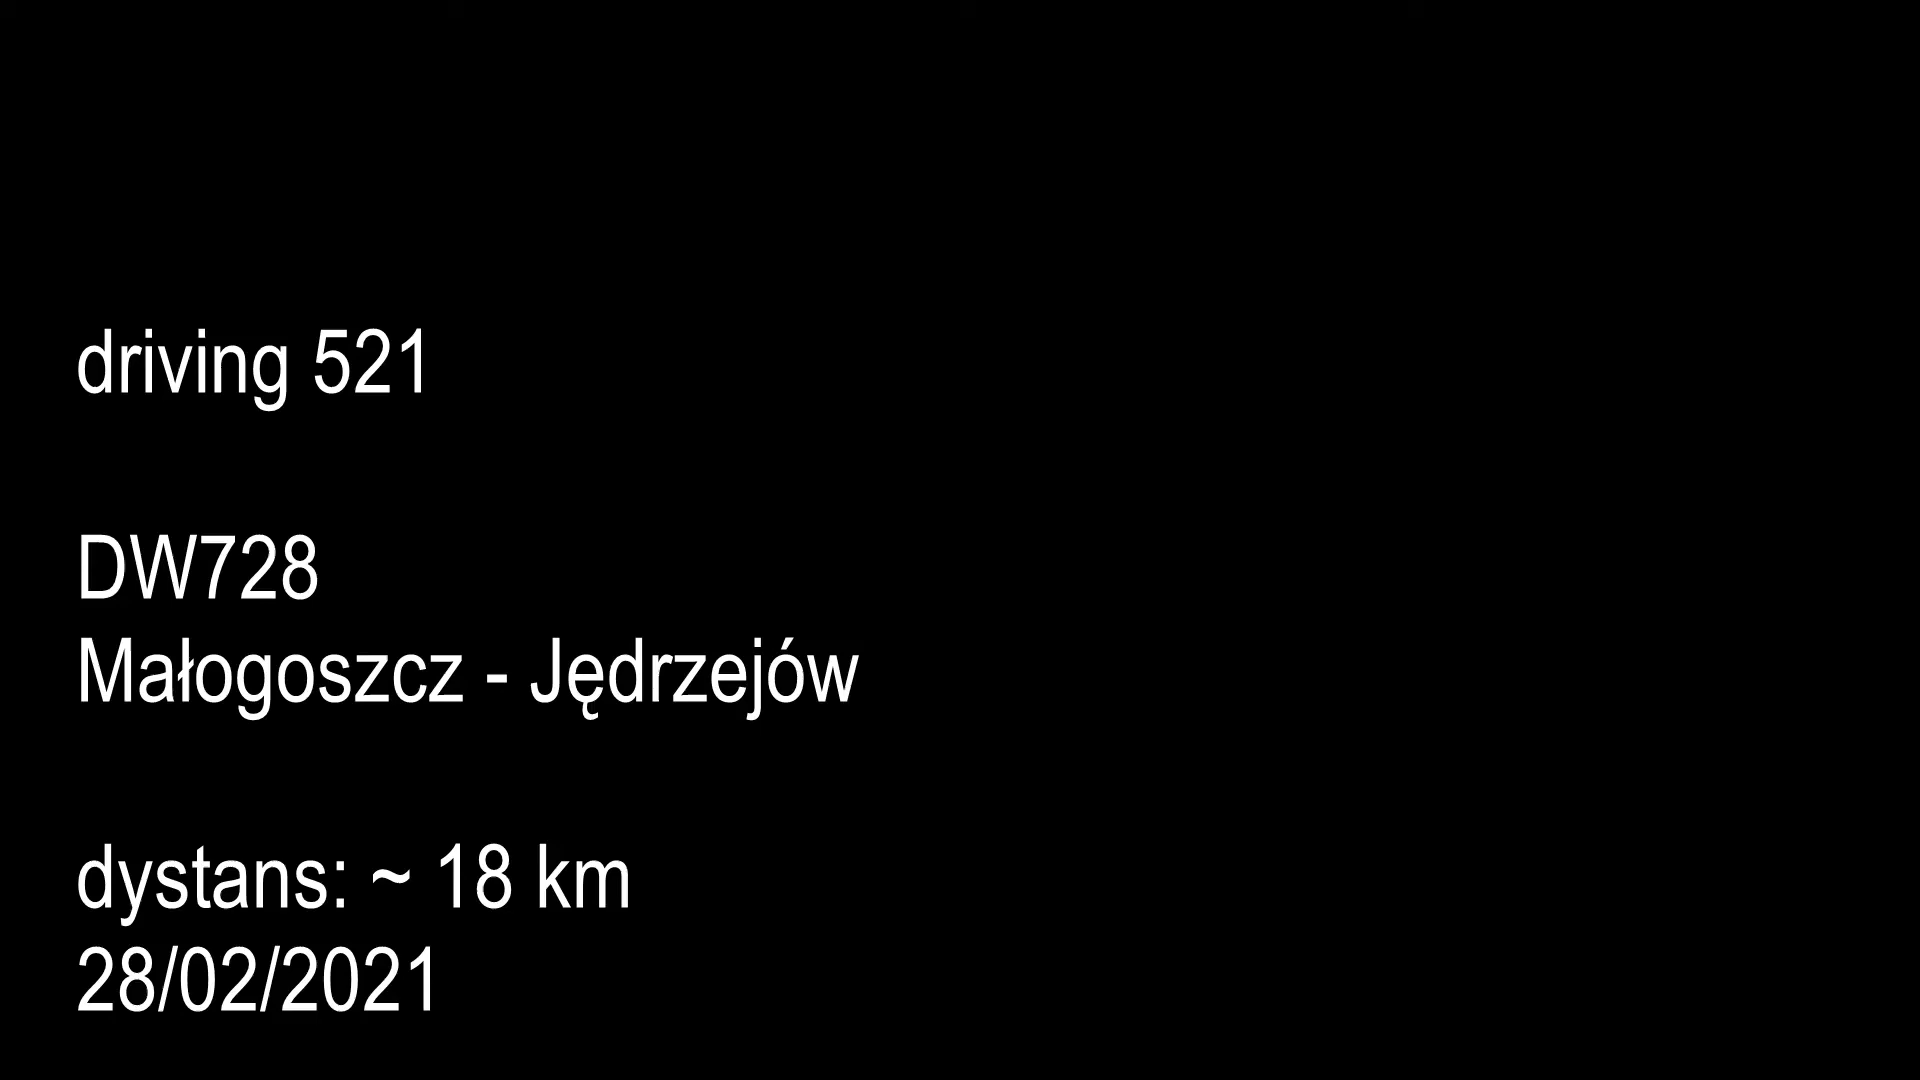 driving 521
DW728
Małogoszcz - Jędrzejów
dystans: ~ 18 km
28/02/2021